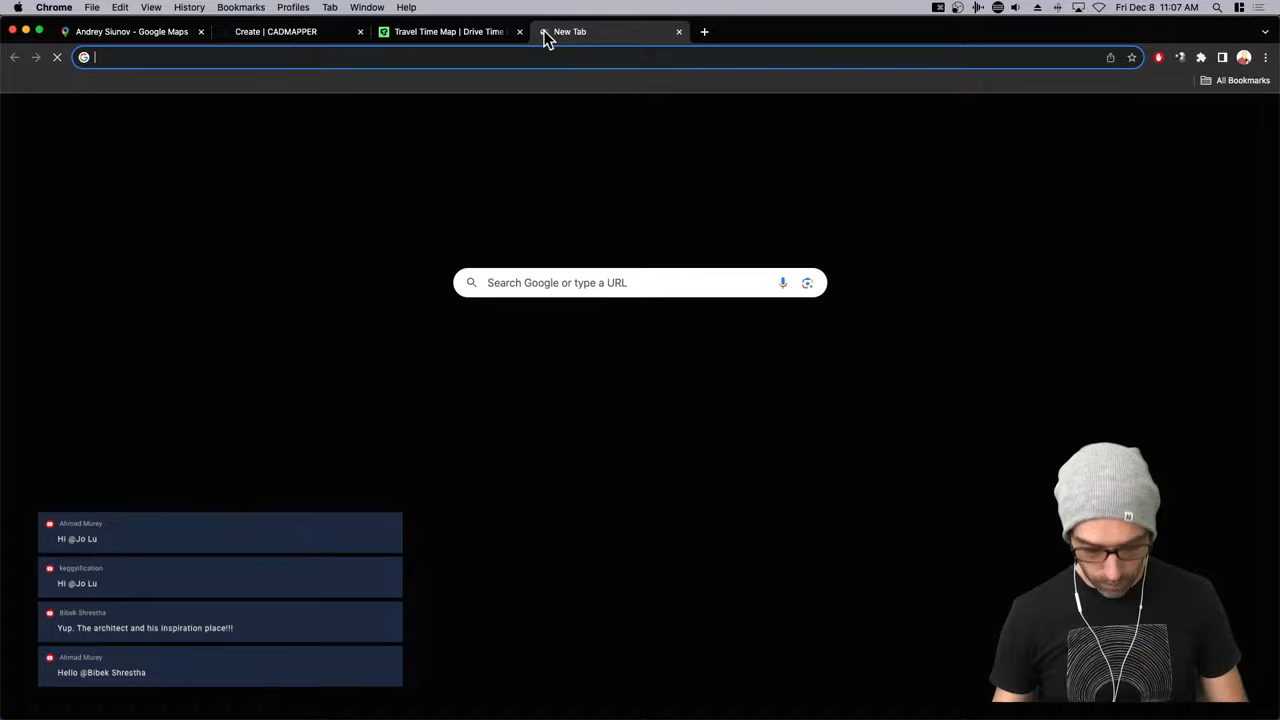 Chrome File Edit View History Bookmarks Profiles Tab Window Help Fri Dec 8 11:07 AM
Andrey Siunov - Google Maps Create | CADMAPPER Travel Time Map | Drive Time New Tab
All Bookmarks
Search Google or type a URL
Ahmad Murey
Hi @Jo Lu
keggyification
Hi @Jo Lu
Bibek Shrestha
Yup. The architect and his inspiration place!!!
Ahmad Murey
Hello @Bibek Shrestha